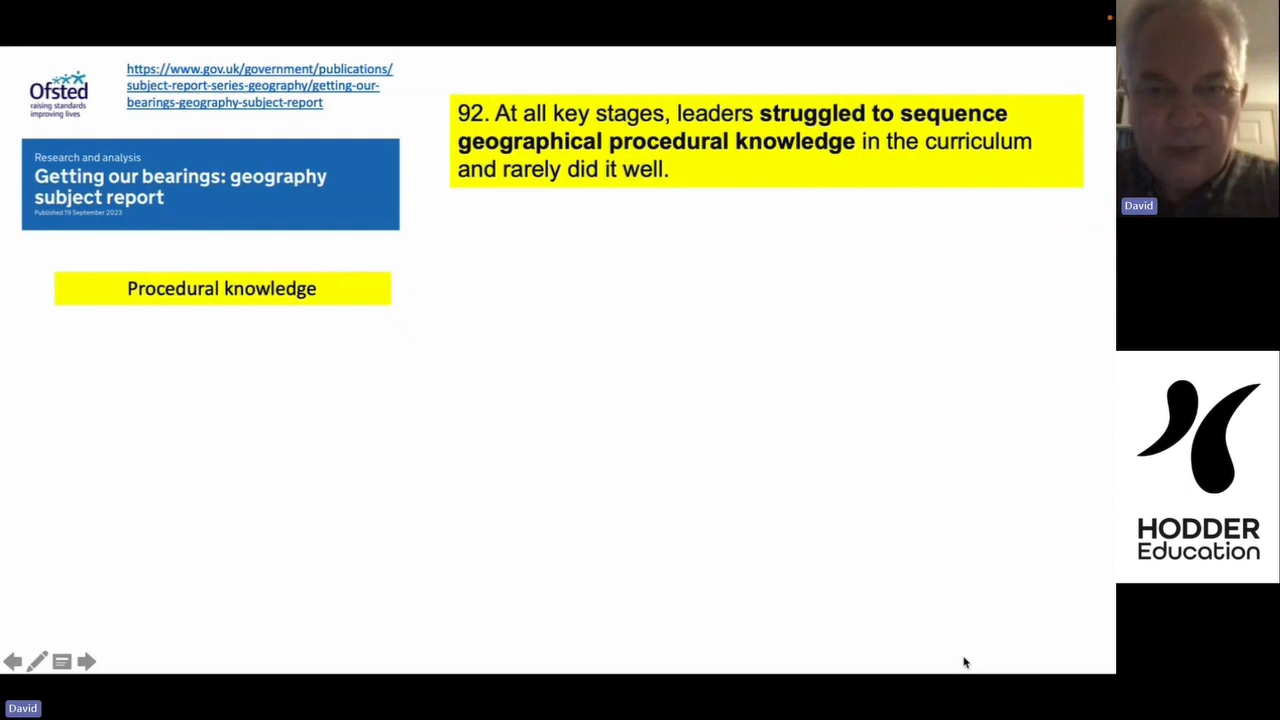 Ofsted
raising standards
improving lives
https://www.gov.uk/government/publications/
subject-report-series-geography/getting-our-
bearings-geography-subject-report
Research and analysis
Getting our bearings: geography
subject report
Published 19 September 2023
Procedural knowledge
92. At all key stages, leaders struggled to sequence
geographical procedural knowledge in the curriculum
and rarely did it well.
David
HODDER
Education
David